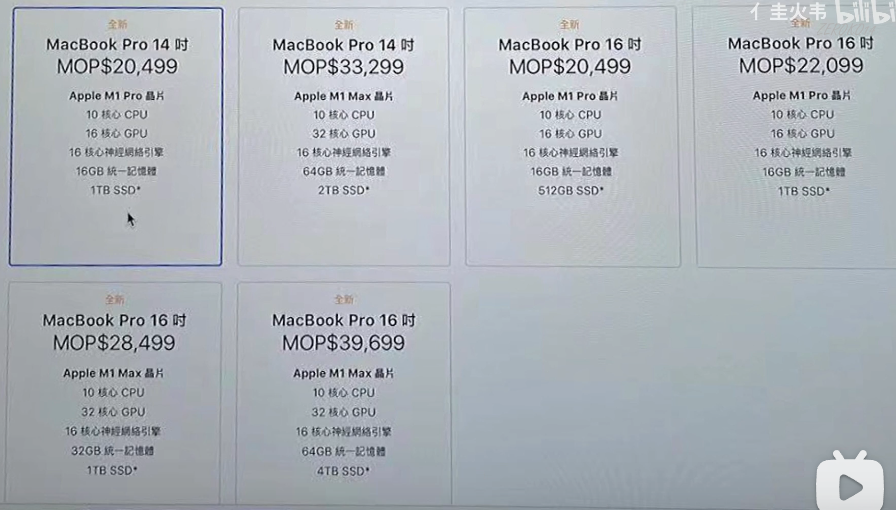 亻圭火韦 bilibi
全新
MacBook Pro 14 吋
MOP$20,499
Apple M1 Pro 晶片
10 核心 CPU
16 核心 GPU
16 核心神經網絡引擎
16GB 統一記憶體
1TB SSD*
全新
MacBook Pro 14 吋
MOP$33,299
Apple M1 Max 晶片
10 核心 CPU
32 核心 GPU
16 核心神經網絡引擎
64GB 統一記憶體
2TB SSD*
全新
MacBook Pro 16 吋
MOP$20,499
Apple M1 Pro 晶片
10 核心 CPU
16 核心 GPU
16 核心神經網絡引擎
16GB 統一記憶體
512GB SSD*
全新
MacBook Pro 16 吋
MOP$22,099
Apple M1 Pro 晶片
10 核心 CPU
16 核心 GPU
16 核心神經網絡引擎
16GB 統一記憶體
1TB SSD*
全新
MacBook Pro 16 吋
MOP$28,499
Apple M1 Max 晶片
10 核心 CPU
32 核心 GPU
16 核心神經網絡引擎
32GB 統一記憶體
1TB SSD*
全新
MacBook Pro 16 吋
MOP$39,699
Apple M1 Max 晶片
10 核心 CPU
32 核心 GPU
16 核心神經網絡引擎
64GB 統一記憶體
4TB SSD*